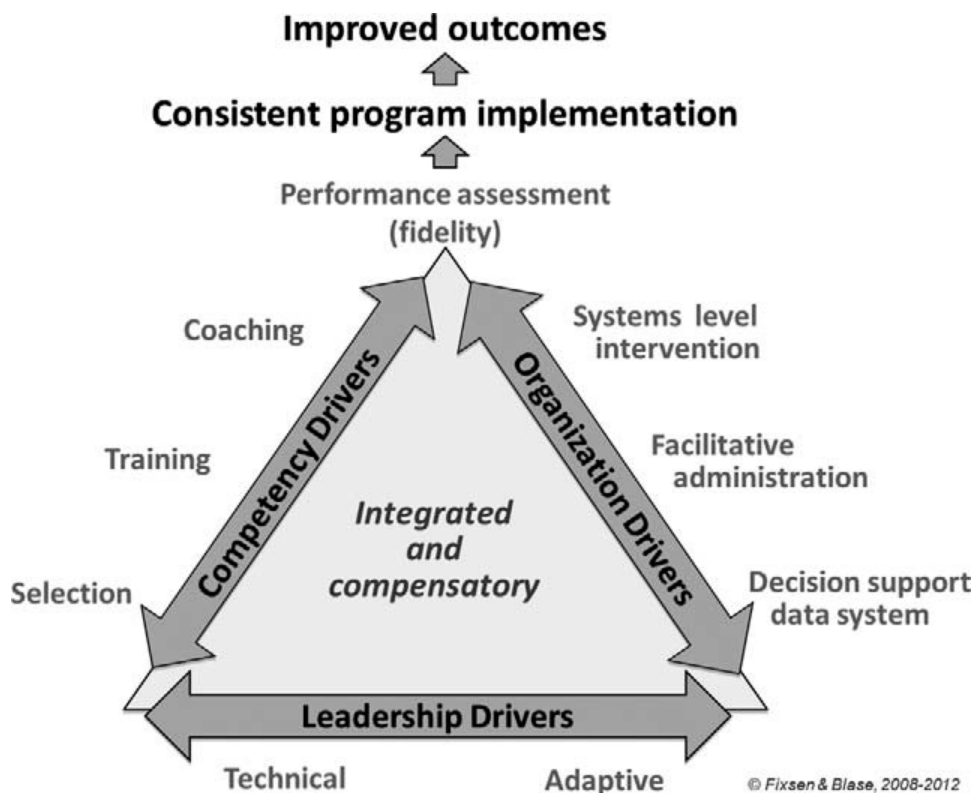 Improved outcomes
Consistent program implementation
Performance assessment
(fidelity)
Coaching
Training
Selection
Competency Drivers
Integrated
and
compensatory
Organization Drivers
Systems level
intervention
Facilitative
administration
Decision support
data system
Leadership Drivers
Technical
Adaptive
© Fixsen & Blase, 2008-2012